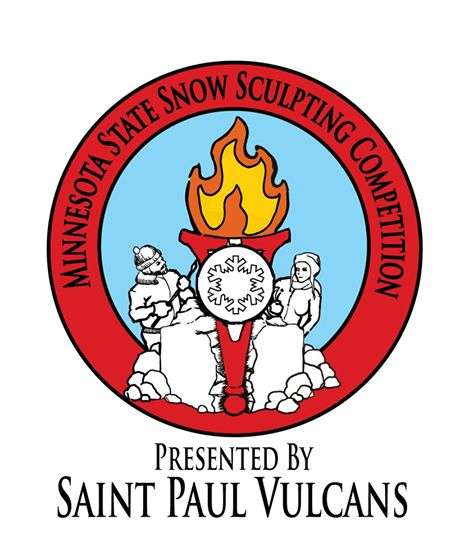 Minnesota State Snow Sculpting Competition
Presented By
Saint Paul Vulcans